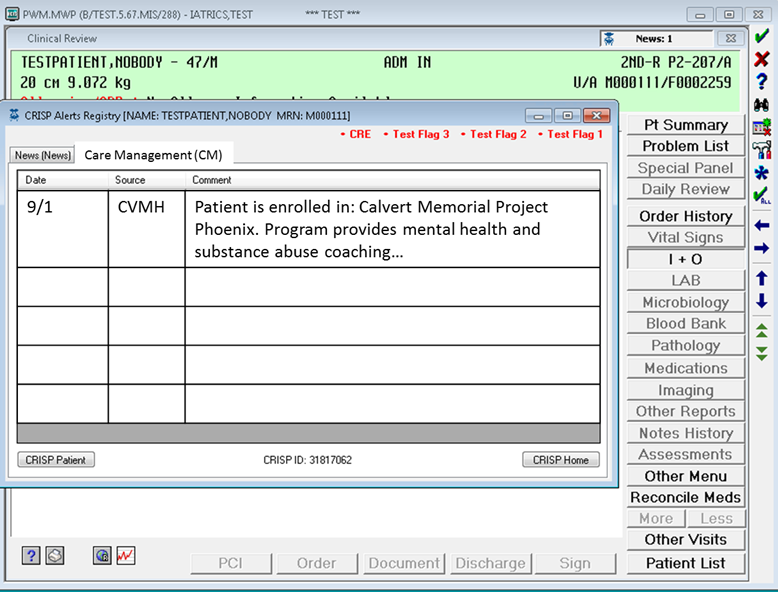 PWM.MWP (B/TEST.5.67.MIS/288) - IATRICS,TEST *** TEST ***
Clinical Review
News: 1
TESTPATIENT,NOBODY - 47/M ADM IN 2ND-R P2-207/A
20 CM 9.072 Kg U/A M000111/F0002259
CRISP Alerts Registry [NAME: TESTPATIENT,NOBODY MRN: M000111]
• CRE • Test Flag 3 • Test Flag 2 • Test Flag 1
News (News) Care Management (CM)
Date Source Comment
9/1 CVMH Patient is enrolled in: Calvert Memorial Project
Phoenix. Program provides mental health and
substance abuse coaching...
CRISP Patient CRISP ID: 31817062 CRISP Home
Pt Summary
Problem List
Special Panel
Daily Review
Order History
Vital Signs
I + O
LAB
Microbiology
Blood Bank
Pathology
Medications
Imaging
Other Reports
Notes History
Assessments
Other Menu
Reconcile Meds
More Less
Other Visits
Patient List
PCI Order Document Discharge Sign
ALL